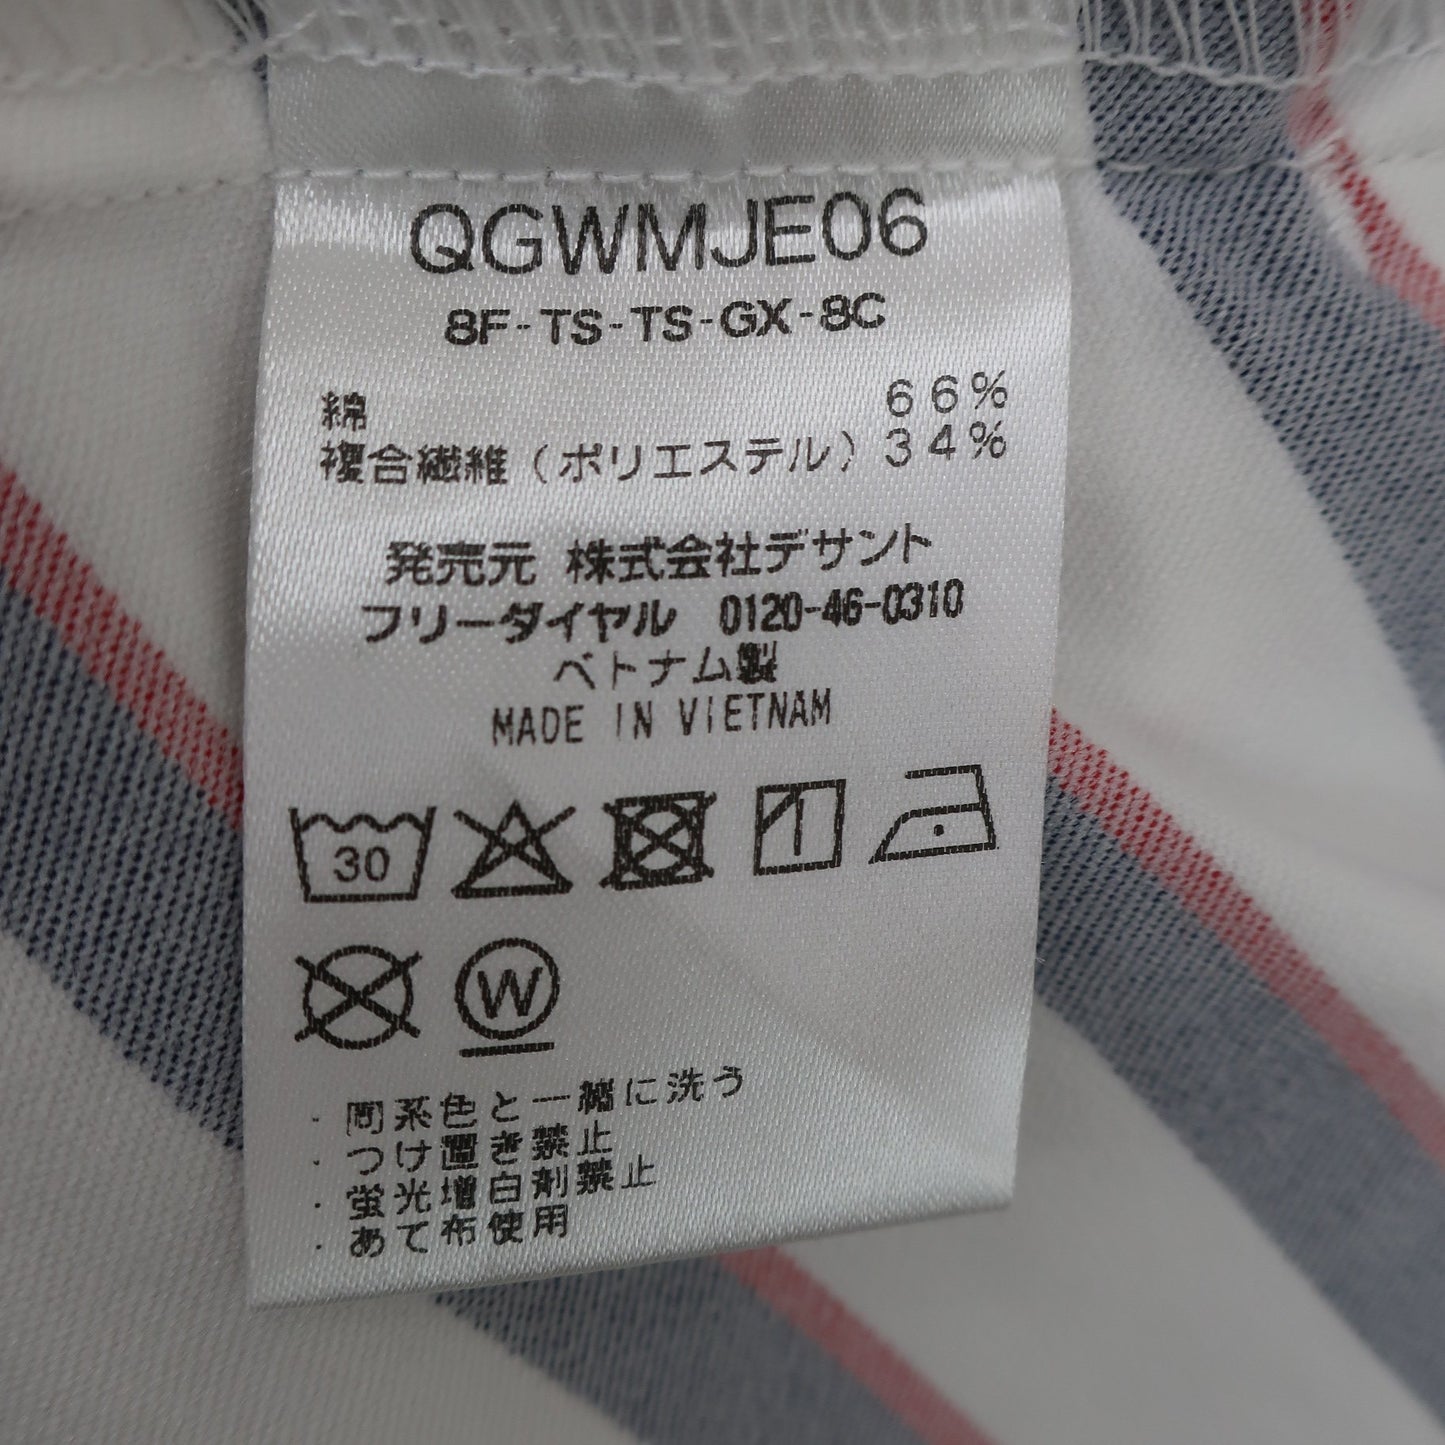 QGWMJE06
8F-TS-TS-GX-8C
綿 66%
複合繊維(ポリエステル) 34%
発売元 株式会社デサント
フリーダイヤル 0120-46-0310
ベトナム製
MADE IN VIETNAM
30
W
・同系色と一緒に洗う
・つけ置き禁止
・蛍光増白剤禁止
・あて布使用